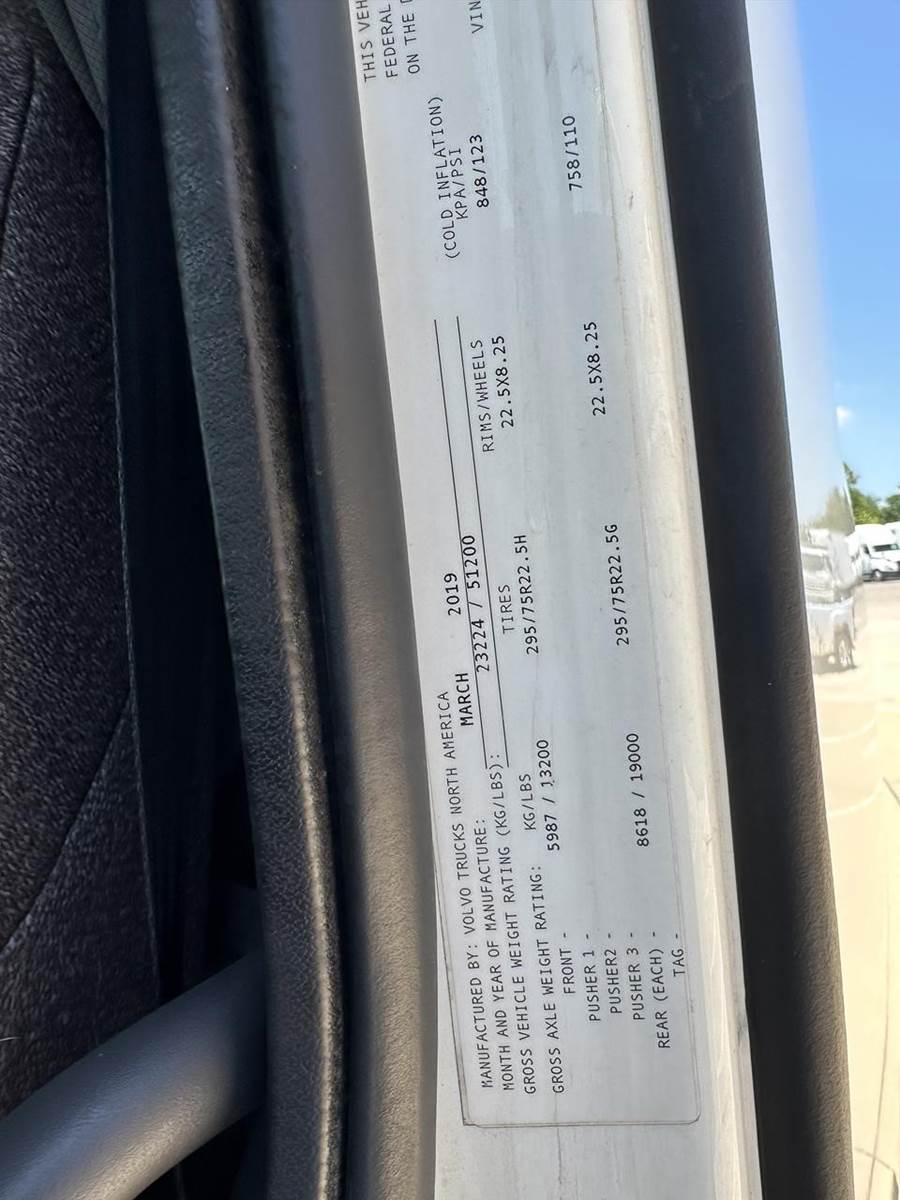 MANUFACTURED BY: VOLVO TRUCKS NORTH AMERICA
MONTH AND YEAR OF MANUFACTURE: MARCH 2019
GROSS VEHICLE WEIGHT RATING (KG/LBS): 23224 / 51200
GROSS AXLE WEIGHT RATING: KG/LBS TIRES RIMS/WHEELS (COLD INFLATION) KPA/PSI
FRONT - 5987 / 13200 295/75R22.5H 22.5X8.25 848/123
PUSHER 1 -
PUSHER2 -
PUSHER 3 -
REAR (EACH) - 8618 / 19000 295/75R22.5G 22.5X8.25 758/110
TAG -
THIS VEH
FEDERAL
ON THE
VIN